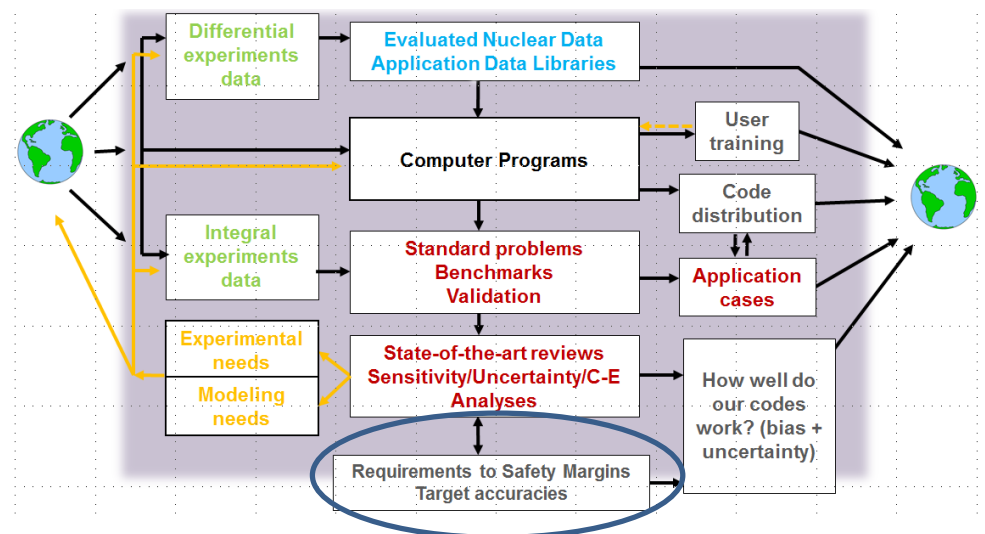 Differential
experiments
data
Evaluated Nuclear Data
Application Data Libraries
User
training
Computer Programs
Code
distribution
Integral
experiments
data
Standard problems
Benchmarks
Validation
Application
cases
Experimental
needs
Modeling
needs
State-of-the-art reviews
Sensitivity/Uncertainty/C-E
Analyses
How well do
our codes
work? (bias +
uncertainty)
Requirements to Safety Margins
Target accuracies